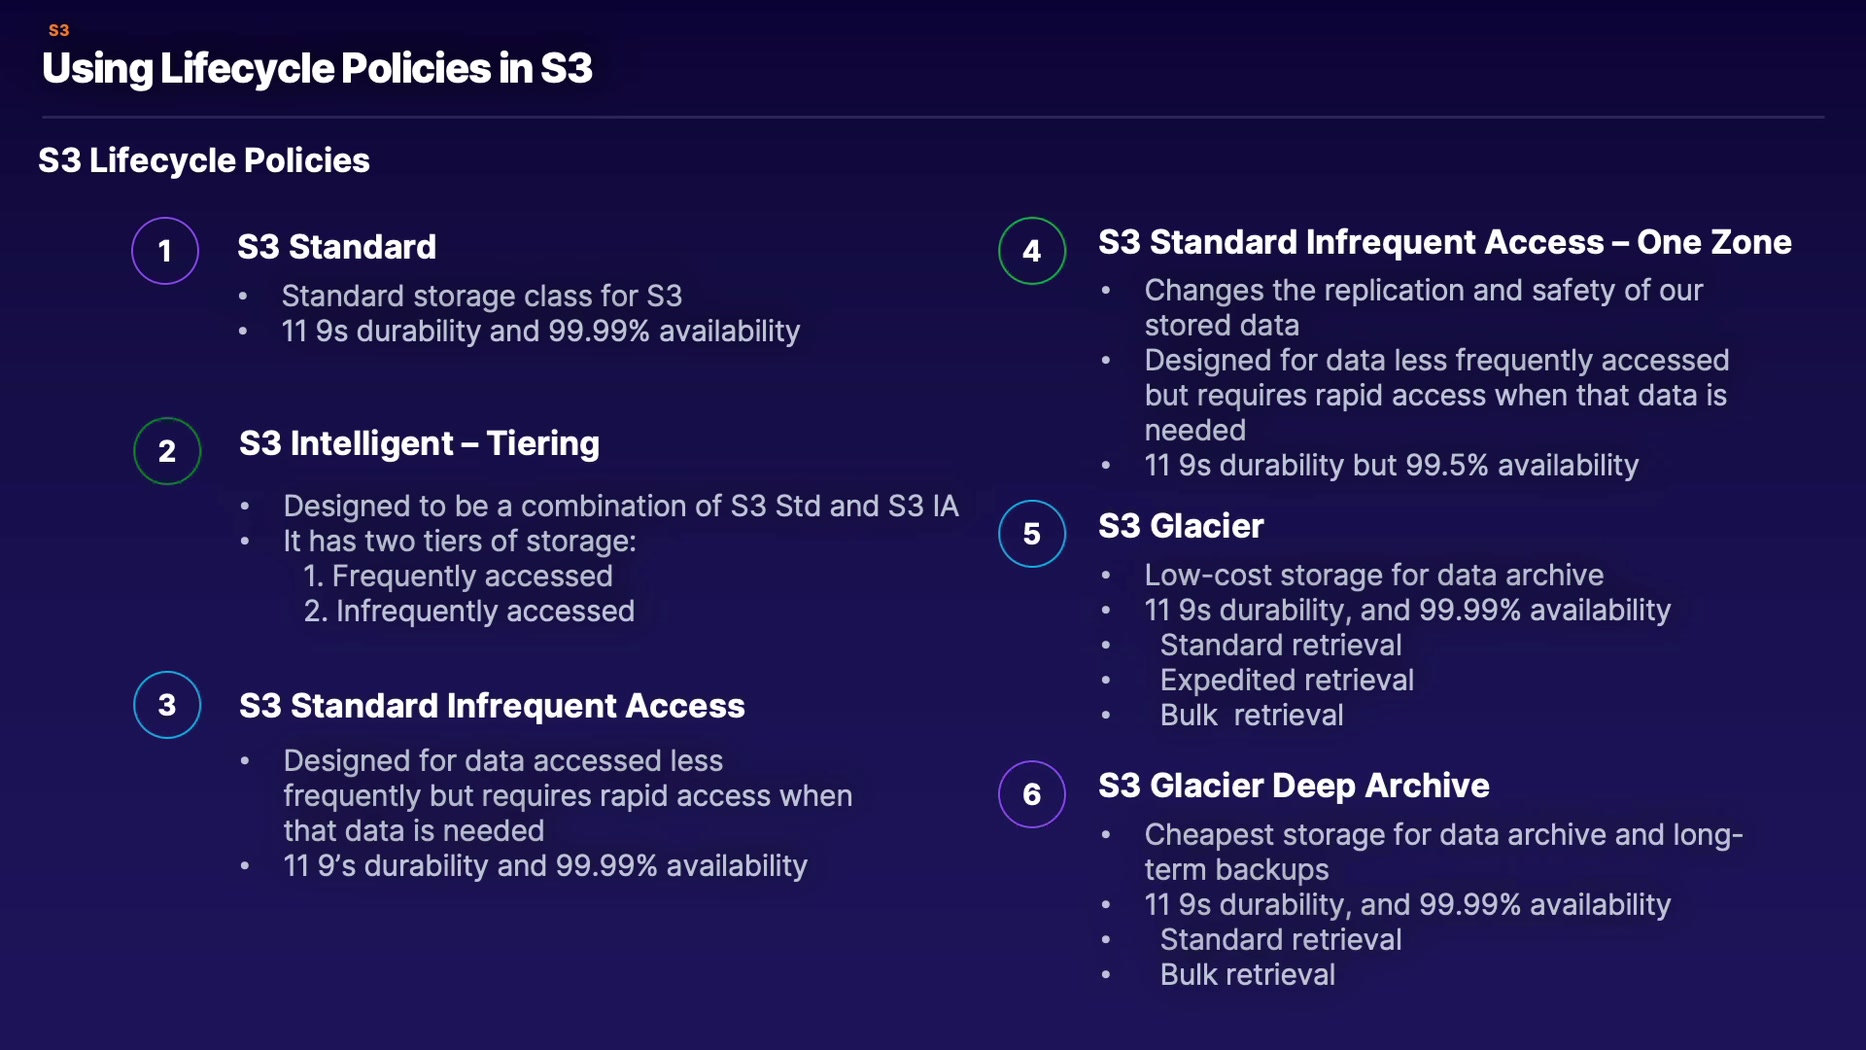 S3
Using Lifecycle Policies in S3
S3 Lifecycle Policies
1
S3 Standard
• Standard storage class for S3
• 11 9s durability and 99.99% availability
2
S3 Intelligent – Tiering
• Designed to be a combination of S3 Std and S3 IA
• It has two tiers of storage:
1. Frequently accessed
2. Infrequently accessed
3
S3 Standard Infrequent Access
• Designed for data accessed less
frequently but requires rapid access when
that data is needed
• 11 9’s durability and 99.99% availability
4
S3 Standard Infrequent Access – One Zone
• Changes the replication and safety of our
stored data
• Designed for data less frequently accessed
but requires rapid access when that data is
needed
• 11 9s durability but 99.5% availability
5
S3 Glacier
• Low-cost storage for data archive
• 11 9s durability, and 99.99% availability
• Standard retrieval
• Expedited retrieval
• Bulk retrieval
6
S3 Glacier Deep Archive
• Cheapest storage for data archive and long-
term backups
• 11 9s durability, and 99.99% availability
• Standard retrieval
• Bulk retrieval